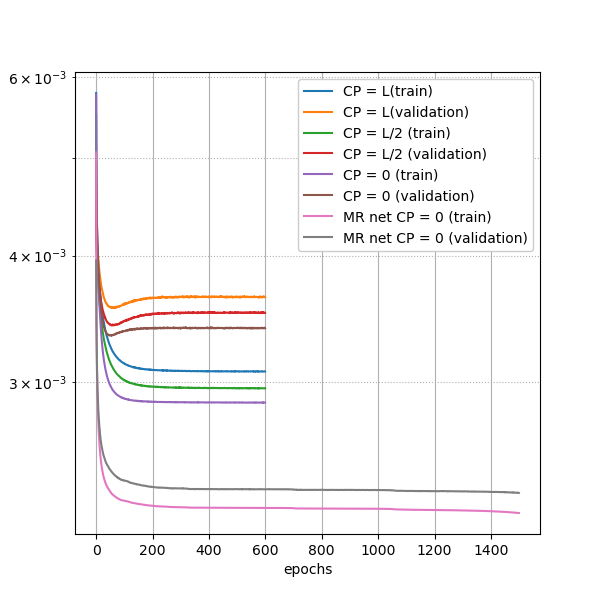 6 × 10⁻³
4 × 10⁻³
3 × 10⁻³
CP = L(train)
CP = L(validation)
CP = L/2 (train)
CP = L/2 (validation)
CP = 0 (train)
CP = 0 (validation)
MR net CP = 0 (train)
MR net CP = 0 (validation)
0 200 400 600 800 1000 1200 1400
epochs